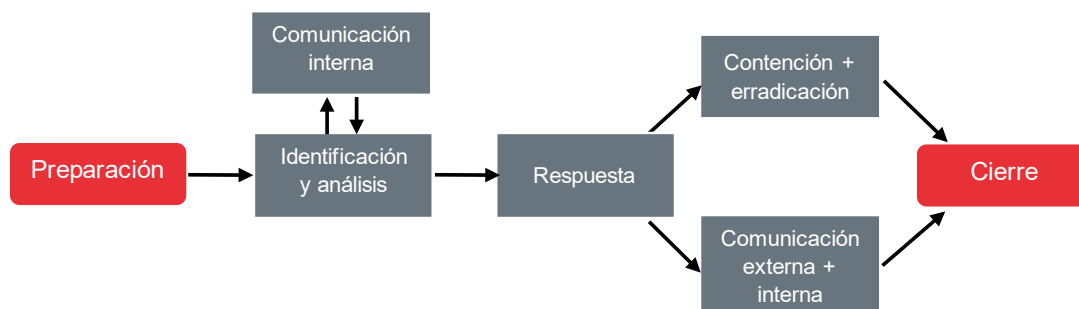 Preparación
Comunicación
interna
Identificación
y análisis
Respuesta
Contención +
erradicación
Comunicación
externa +
interna
Cierre